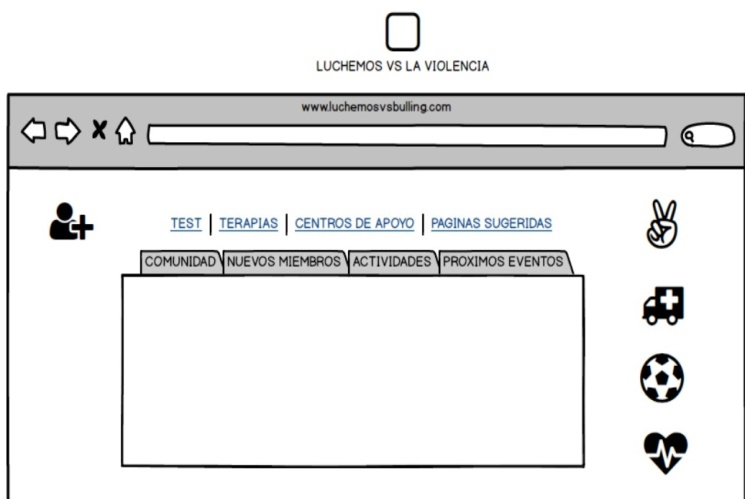 LUCHEMOS VS LA VIOLENCIA
www.luchemosvsbulling.com
TEST | TERAPIAS | CENTROS DE APOYO | PAGINAS SUGERIDAS
COMUNIDAD NUEVOS MIEMBROS ACTIVIDADES PROXIMOS EVENTOS